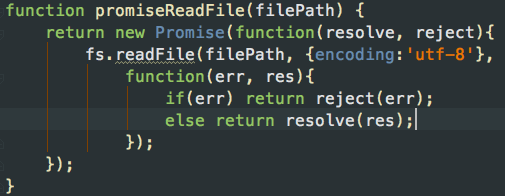 function promiseReadFile(filePath) {
    return new Promise(function(resolve, reject){
        fs.readFile(filePath, {encoding:'utf-8'},
            function(err, res){
                if(err) return reject(err);
                else return resolve(res);
            });
    });
}